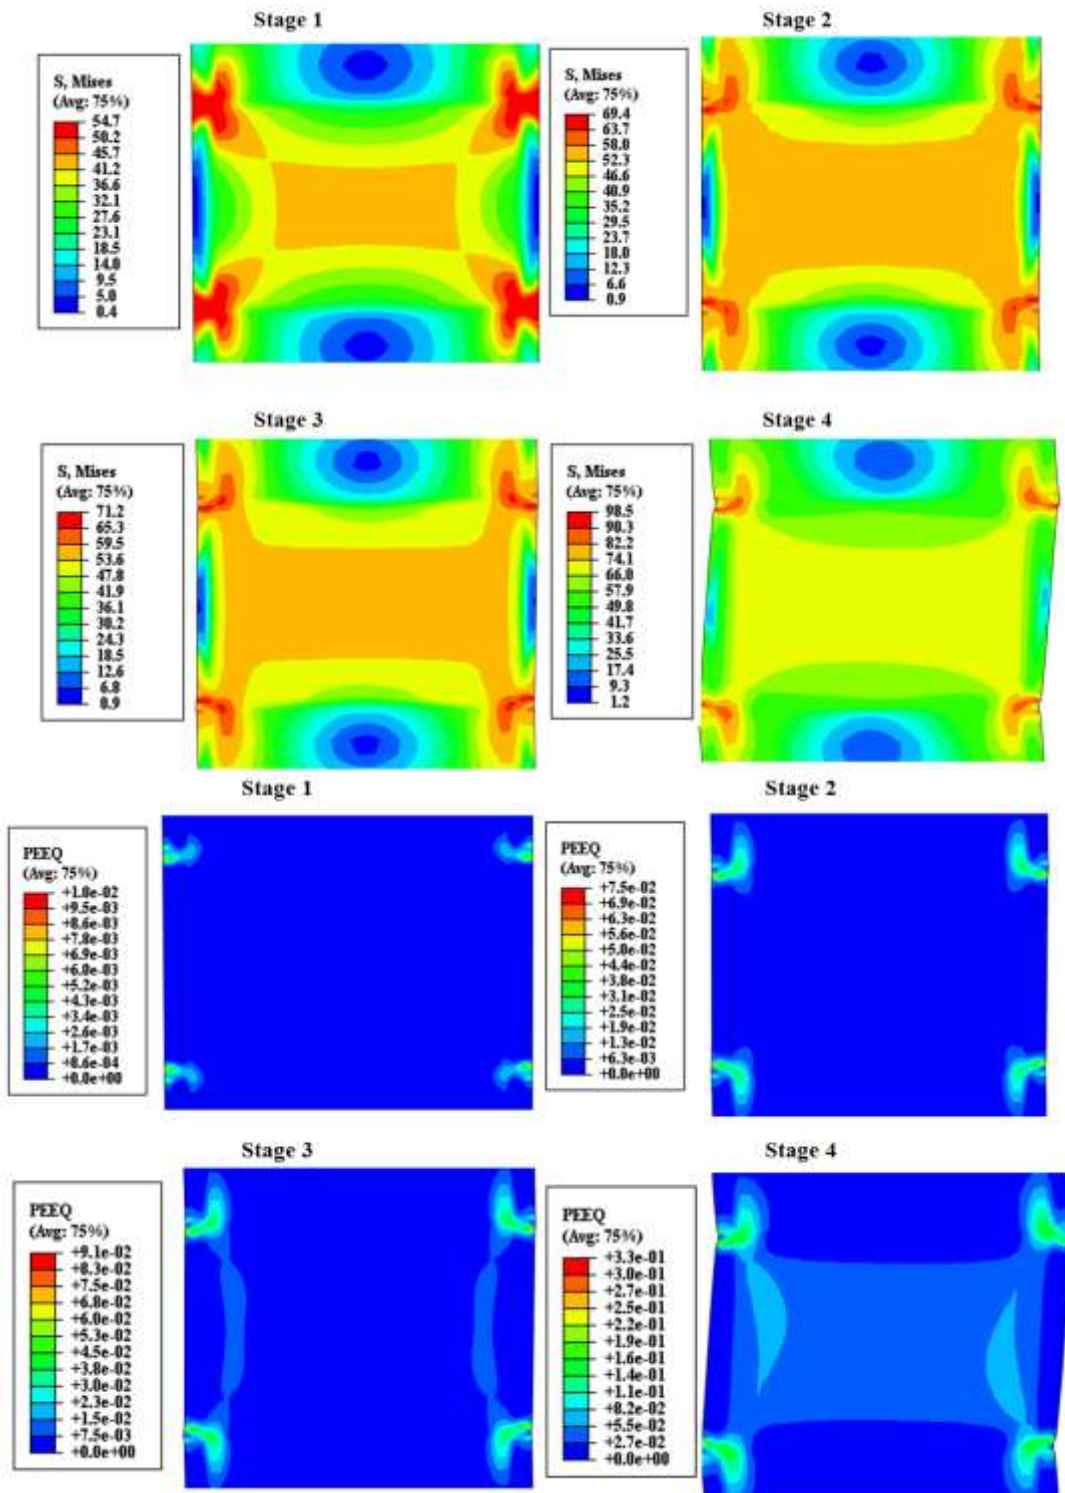 Stage 1
S, Mises
(Avg: 75%)
54.7
50.2
45.7
41.2
36.6
32.1
27.6
23.1
18.5
14.0
9.5
5.0
0.4
Stage 2
S, Mises
(Avg: 75%)
69.4
63.7
58.0
52.3
46.6
40.9
35.2
29.5
23.7
18.0
12.3
6.6
0.9
Stage 3
S, Mises
(Avg: 75%)
71.2
65.3
59.5
53.6
47.8
41.9
36.1
30.2
24.3
18.5
12.6
6.8
0.9
Stage 4
S, Mises
(Avg: 75%)
98.5
90.3
82.2
74.1
66.0
57.9
49.8
41.7
33.6
25.5
17.4
9.3
1.2
Stage 1
PEEQ
(Avg: 75%)
+1.0e-02
+9.5e-03
+8.6e-03
+7.8e-03
+6.9e-03
+6.0e-03
+5.2e-03
+4.3e-03
+3.4e-03
+2.6e-03
+1.7e-03
+8.6e-04
+0.0e+00
Stage 2
PEEQ
(Avg: 75%)
+7.5e-02
+6.9e-02
+6.3e-02
+5.6e-02
+5.0e-02
+4.4e-02
+3.8e-02
+3.1e-02
+2.5e-02
+1.9e-02
+1.3e-02
+6.3e-03
+0.0e+00
Stage 3
PEEQ
(Avg: 75%)
+9.1e-02
+8.3e-02
+7.5e-02
+6.8e-02
+6.0e-02
+5.3e-02
+4.5e-02
+3.8e-02
+3.0e-02
+2.3e-02
+1.5e-02
+7.5e-03
+0.0e+00
Stage 4
PEEQ
(Avg: 75%)
+3.3e-01
+3.0e-01
+2.7e-01
+2.5e-01
+2.2e-01
+1.9e-01
+1.6e-01
+1.4e-01
+1.1e-01
+8.2e-02
+5.5e-02
+2.7e-02
+0.0e+00